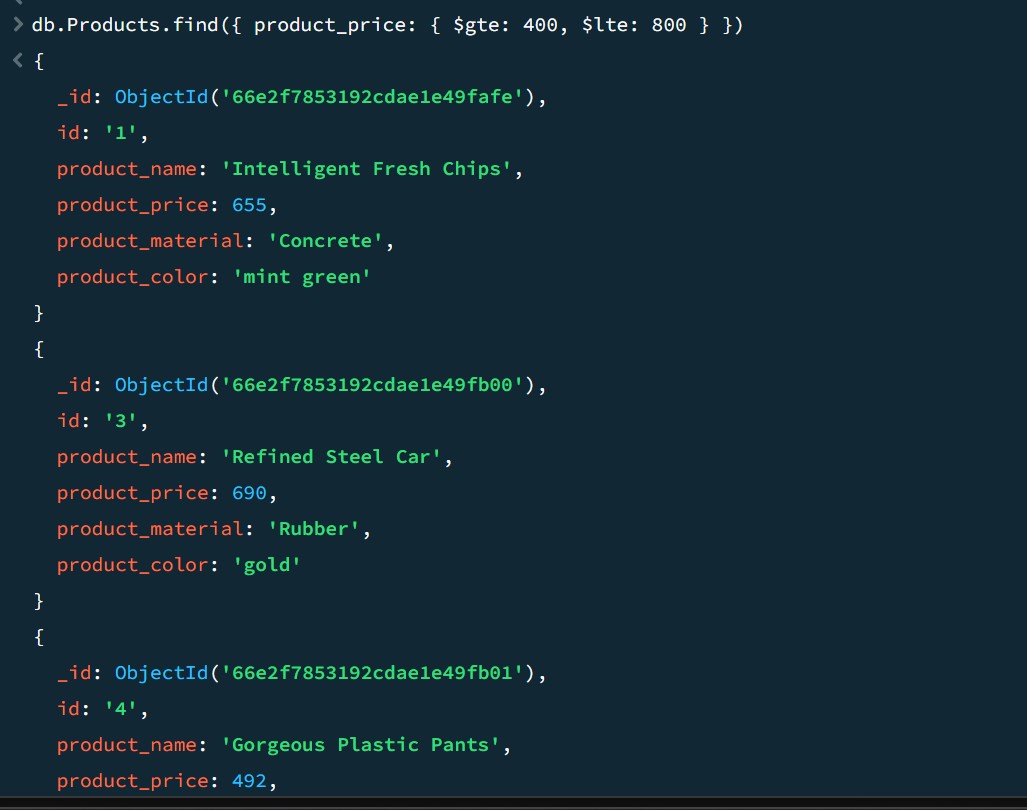 > db.Products.find({ product_price: { $gte: 400, $lte: 800 } })
< {
_id: ObjectId('66e2f7853192cdae1e49fafe'),
id: '1',
product_name: 'Intelligent Fresh Chips',
product_price: 655,
product_material: 'Concrete',
product_color: 'mint green'
}
{
_id: ObjectId('66e2f7853192cdae1e49fb00'),
id: '3',
product_name: 'Refined Steel Car',
product_price: 690,
product_material: 'Rubber',
product_color: 'gold'
}
{
_id: ObjectId('66e2f7853192cdae1e49fb01'),
id: '4',
product_name: 'Gorgeous Plastic Pants',
product_price: 492,